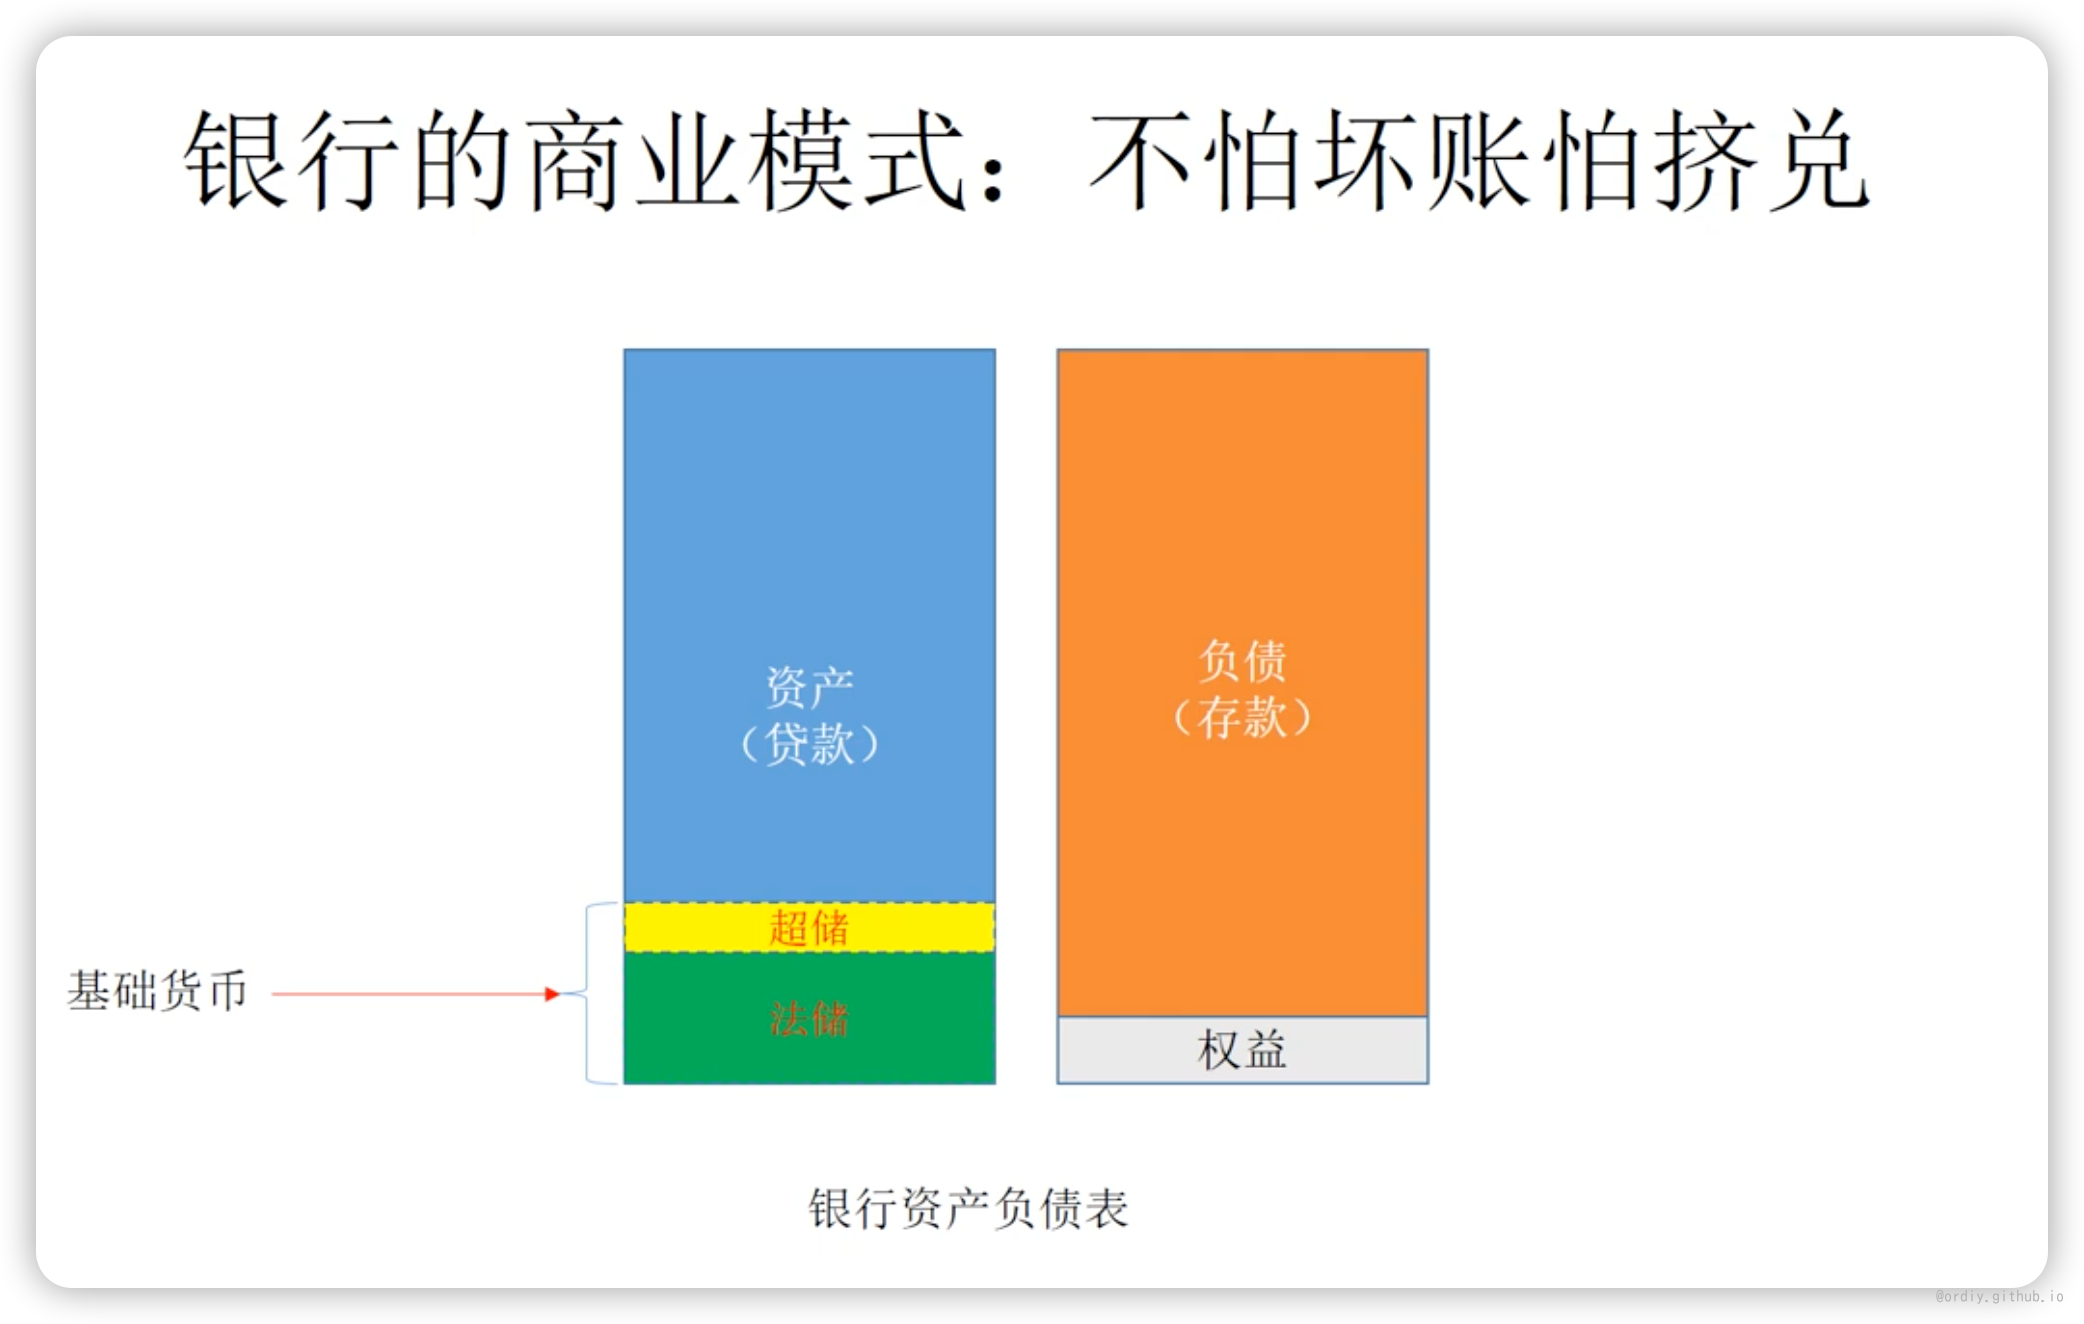 银行的商业模式：不怕坏账怕挤兑
资产
（贷款）
负债
（存款）
超储
基础货币
法储
权益
银行资产负债表
@ordiy.github.io